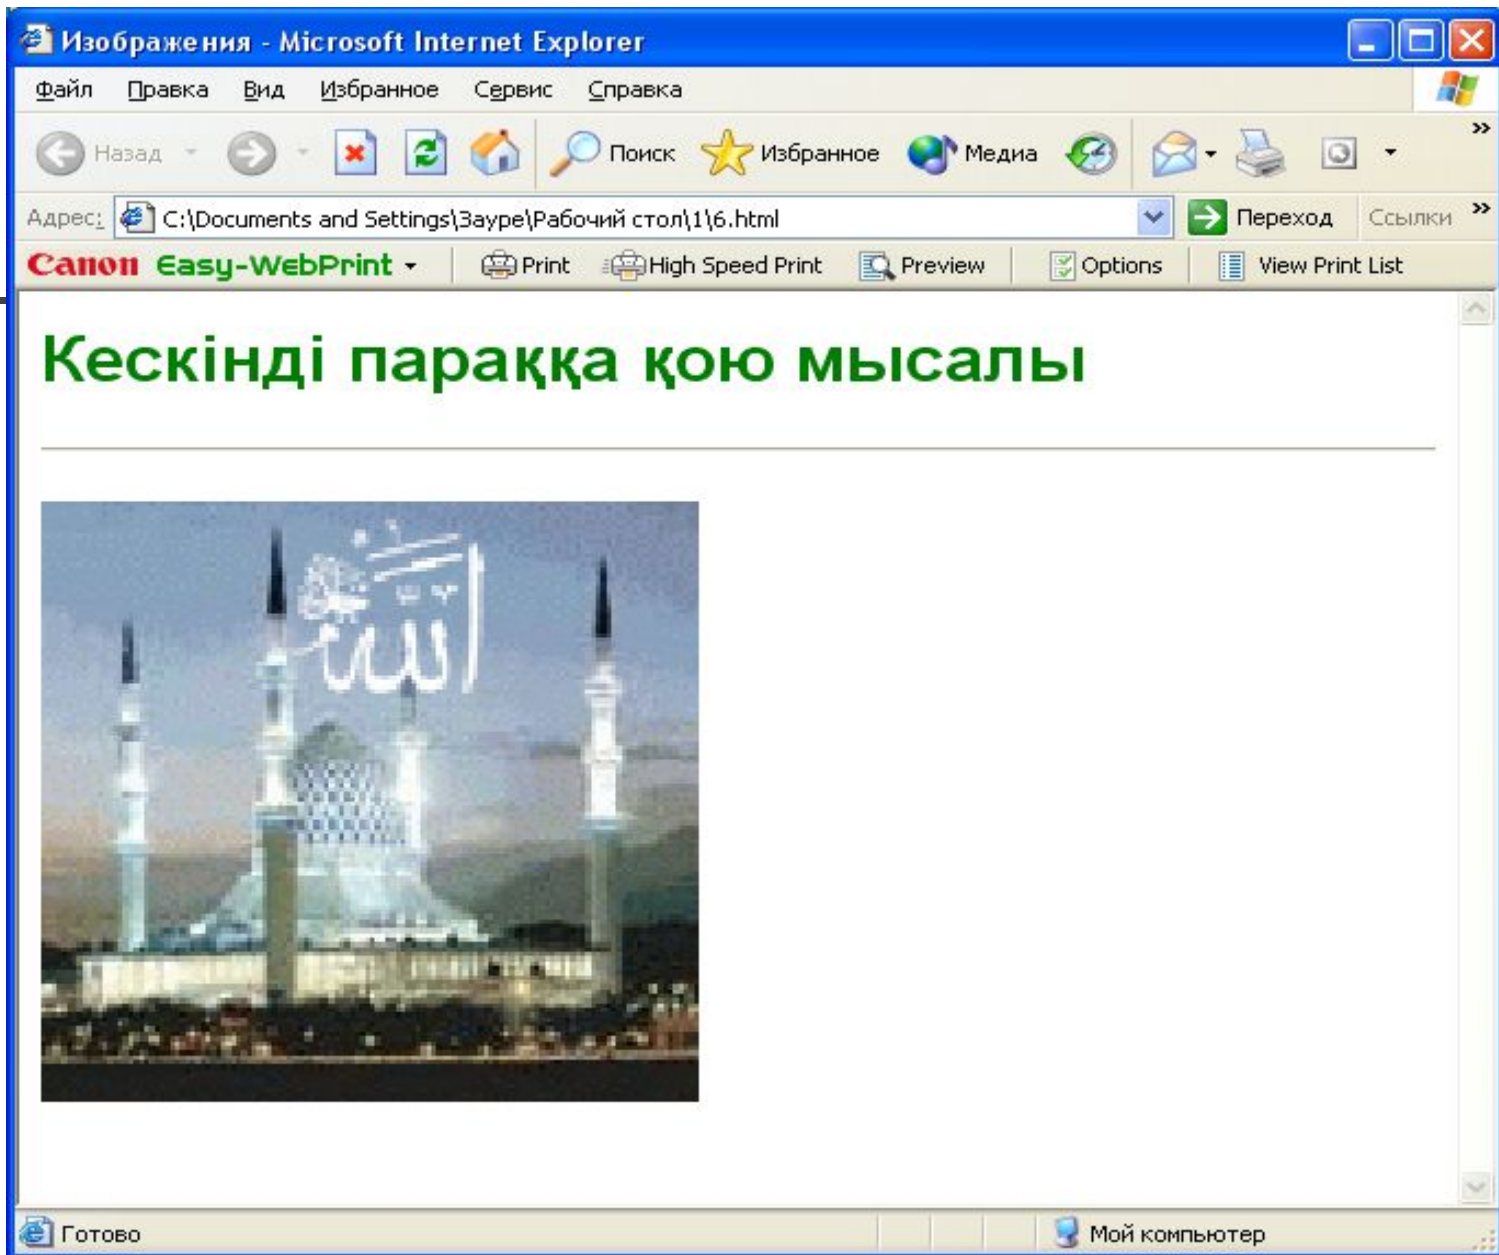 Изображения - Microsoft Internet Explorer
Файл Правка Вид Избранное Сервис Справка
Назад Поиск Избранное Медиа »
Адрес: C:\Documents and Settings\Зауре\Рабочий стол\1\6.html Переход Ссылки »
Canon Easy-WebPrint Print High Speed Print Preview Options View Print List
Кескінді параққа қою мысалы
الله
Готово Мой компьютер